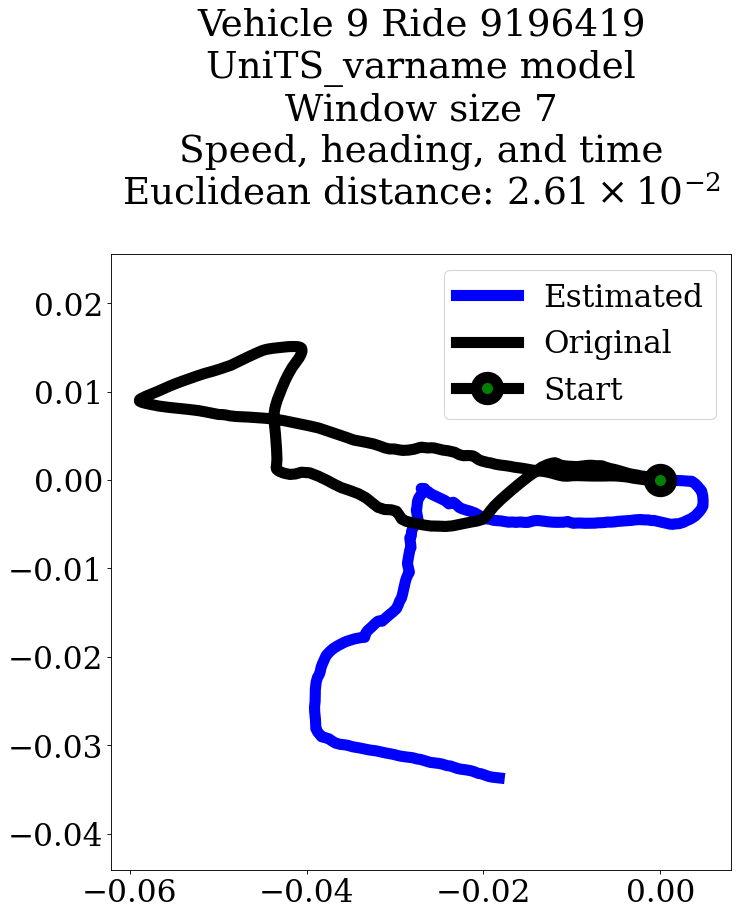 Vehicle 9 Ride 9196419
UniTS_varname model
Window size 7
Speed, heading, and time
Euclidean distance: 2.61 × 10⁻²
Estimated
Original
Start
0.02
0.01
0.00
−0.01
−0.02
−0.03
−0.04
−0.06 −0.04 −0.02 0.00